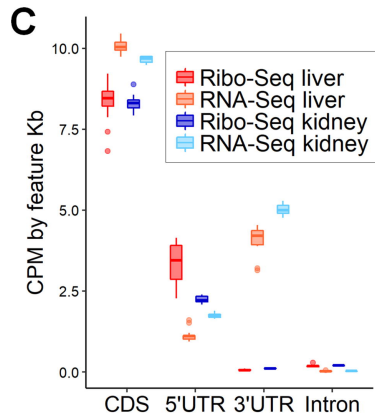 C
CPM by feature Kb
10.0
7.5
5.0
2.5
0.0
Ribo-Seq liver
RNA-Seq liver
Ribo-Seq kidney
RNA-Seq kidney
CDS 5'UTR 3'UTR Intron